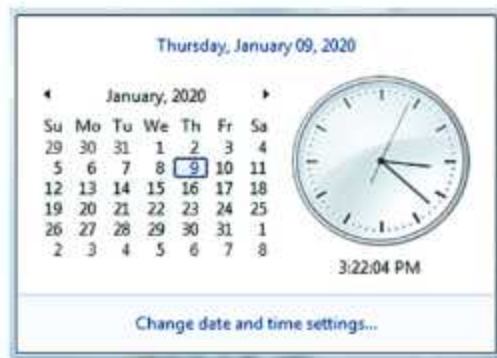 Thursday, January 09, 2020
January, 2020
Su Mo Tu We Th Fr Sa
29 30 31 1 2 3 4
5 6 7 8 9 10 11
12 13 14 15 16 17 18
19 20 21 22 23 24 25
26 27 28 29 30 31 1
2 3 4 5 6 7 8
3:22:04 PM
Change date and time settings...